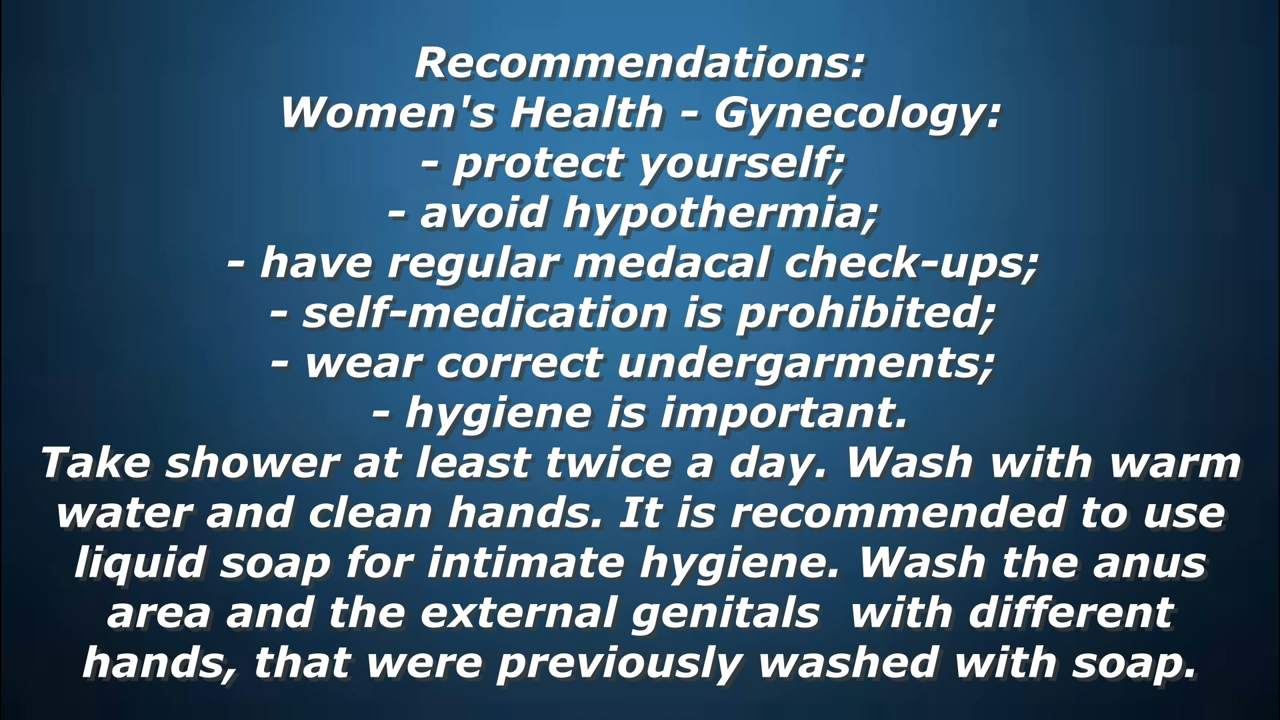 Recommendations:
Women's Health - Gynecology:
- protect yourself;
- avoid hypothermia;
- have regular medacal check-ups;
- self-medication is prohibited;
- wear correct undergarments;
- hygiene is important.
Take shower at least twice a day. Wash with warm
water and clean hands. It is recommended to use
liquid soap for intimate hygiene. Wash the anus
area and the external genitals  with different
hands, that were previously washed with soap.